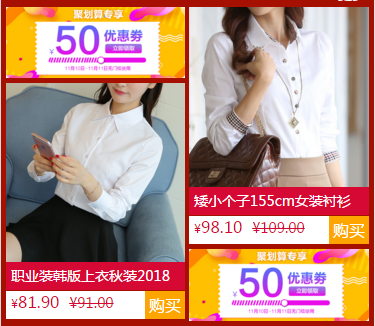 聚划算专享
¥50优惠券
立即领取
职业装韩版上衣秋装2018
¥81.90 ¥91.00 购买
矮小个子155cm女装衬衫
¥98.10 ¥109.00 购买
聚划算专享
¥50优惠券
立即领取